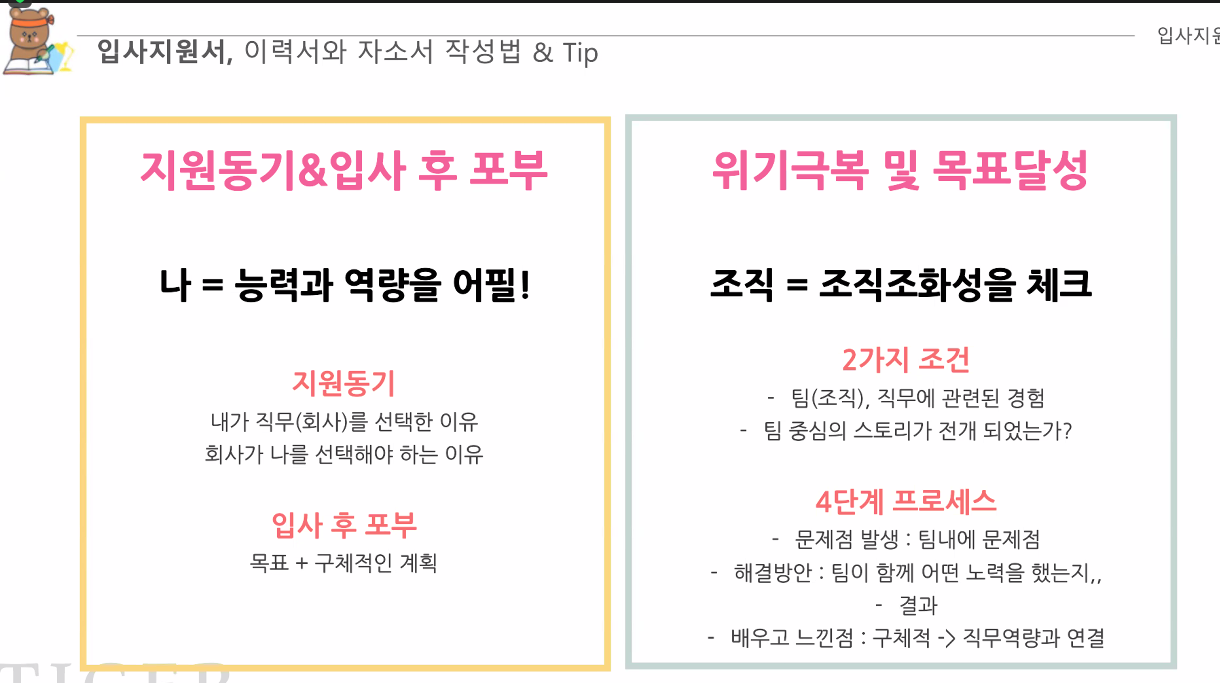 입사지원서, 이력서와 자소서 작성법 & Tip
입사지원
지원동기&입사 후 포부
나 = 능력과 역량을 어필!
지원동기
내가 직무(회사)를 선택한 이유
회사가 나를 선택해야 하는 이유
입사 후 포부
목표 + 구체적인 계획
위기극복 및 목표달성
조직 = 조직조화성을 체크
2가지 조건
- 팀(조직), 직무에 관련된 경험
- 팀 중심의 스토리가 전개 되었는가?
4단계 프로세스
- 문제점 발생 : 팀내에 문제점
- 해결방안 : 팀이 함께 어떤 노력을 했는지,,
- 결과
- 배우고 느낀점 : 구체적 -> 직무역량과 연결
TIGER